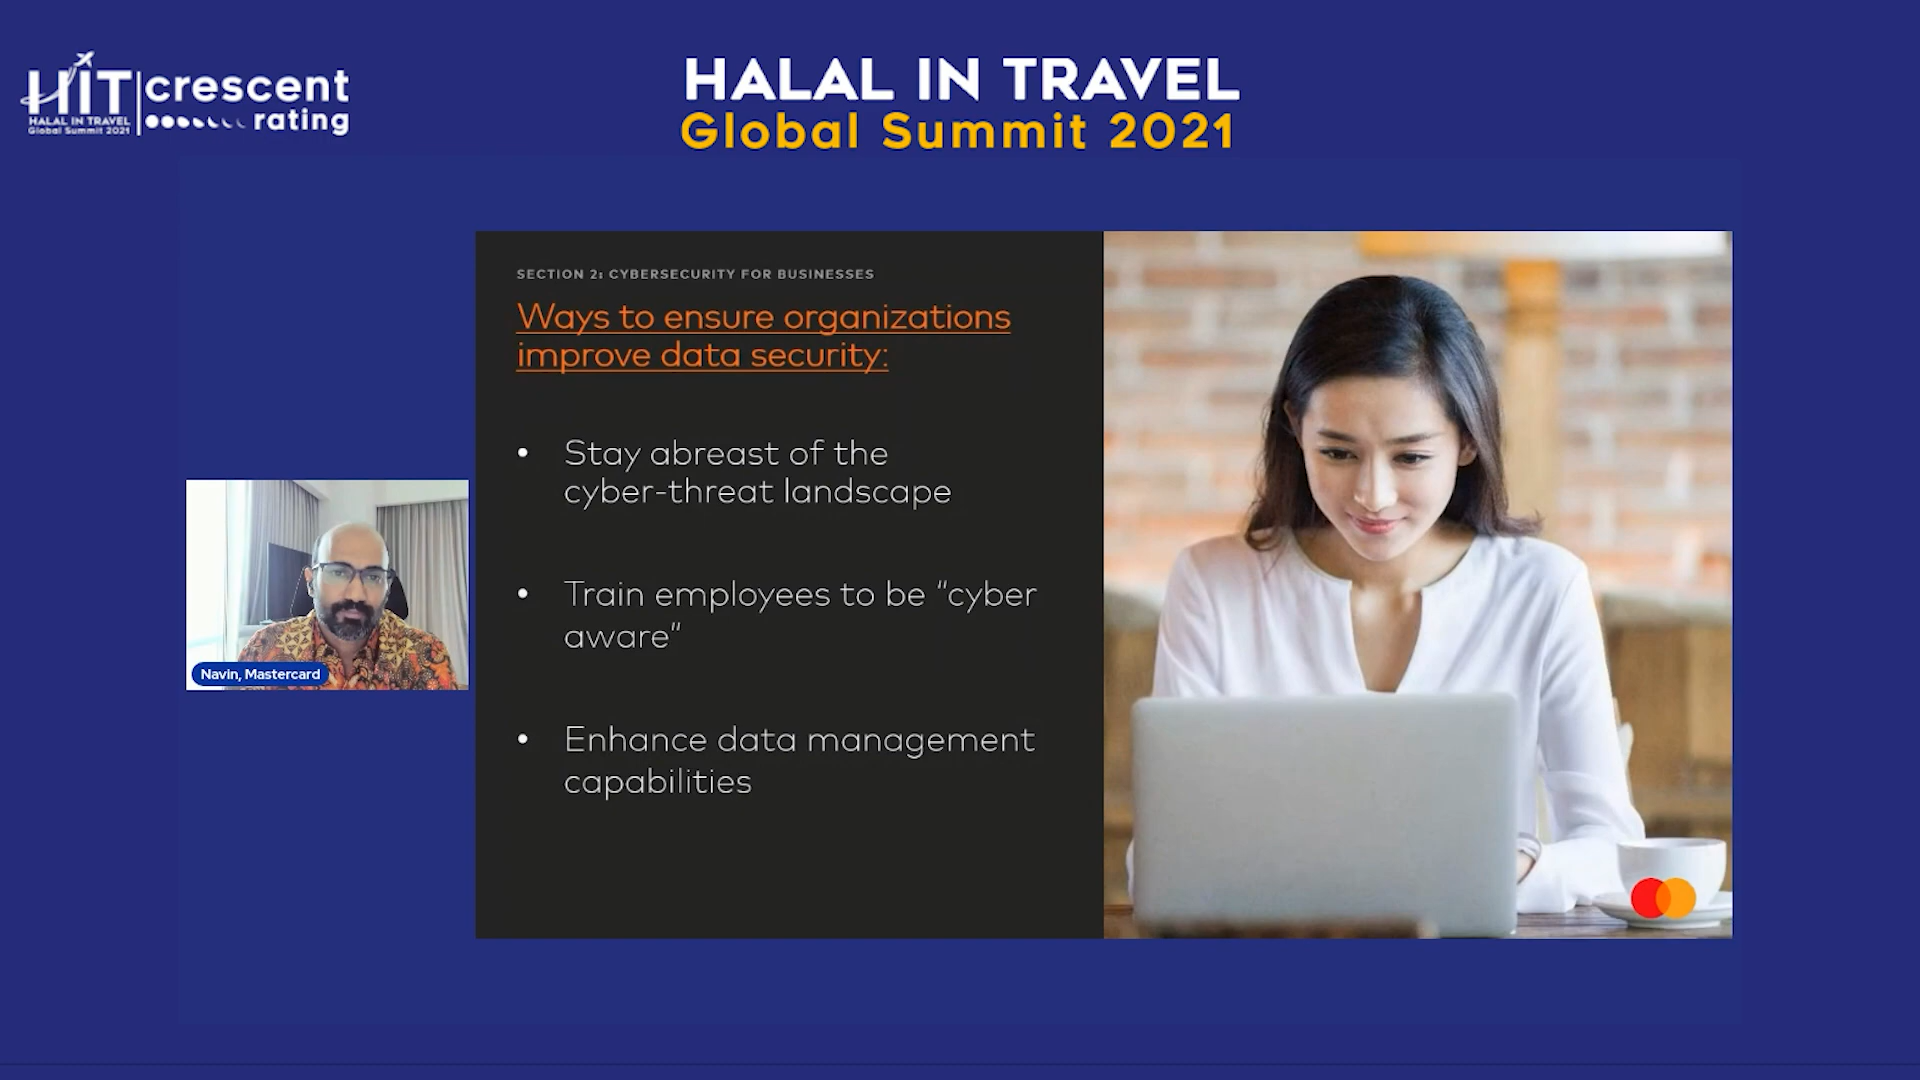 HiT
HALAL IN TRAVEL
Global Summit 2021
crescent
rating
HALAL IN TRAVEL
Global Summit 2021
SECTION 2: CYBERSECURITY FOR BUSINESSES
Ways to ensure organizations
improve data security:
• Stay abreast of the
cyber-threat landscape
• Train employees to be “cyber
aware”
• Enhance data management
capabilities
Navin, Mastercard